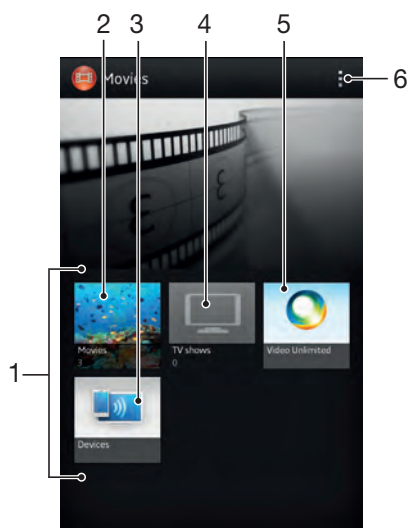 2 3 4 5
Movies
6
1
Movies
3
TV shows
0
Video Unlimited
Devices